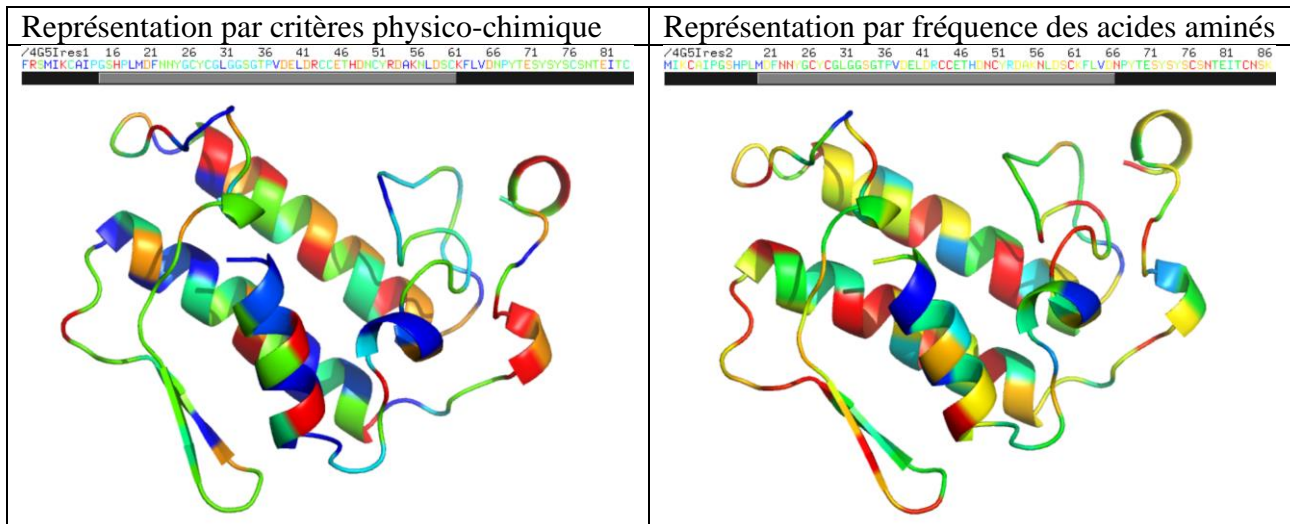 Représentation par critères physico-chimique
Représentation par fréquence des acides aminés
/4G5Ires1 16 21 26 31 36 41 46 51 56 61 66 71 76 81
FRSMIKCAIPGSHPLMDFNNYGCYCGLGGSGTPVDELDRCCETHDNCYRDAKNLDSCKFLVDNPYTESYSYSCSNTEITC
/4G5Ires2 21 26 31 36 41 46 51 56 61 66 71 76 81 86
MIKCAIPGSHPLMDFNNYGCYCGLGGSGTPVDELDRCCETHDNCYRDAKNLDSCKFLVDNPYTESYSYSCSNTEITCNSK